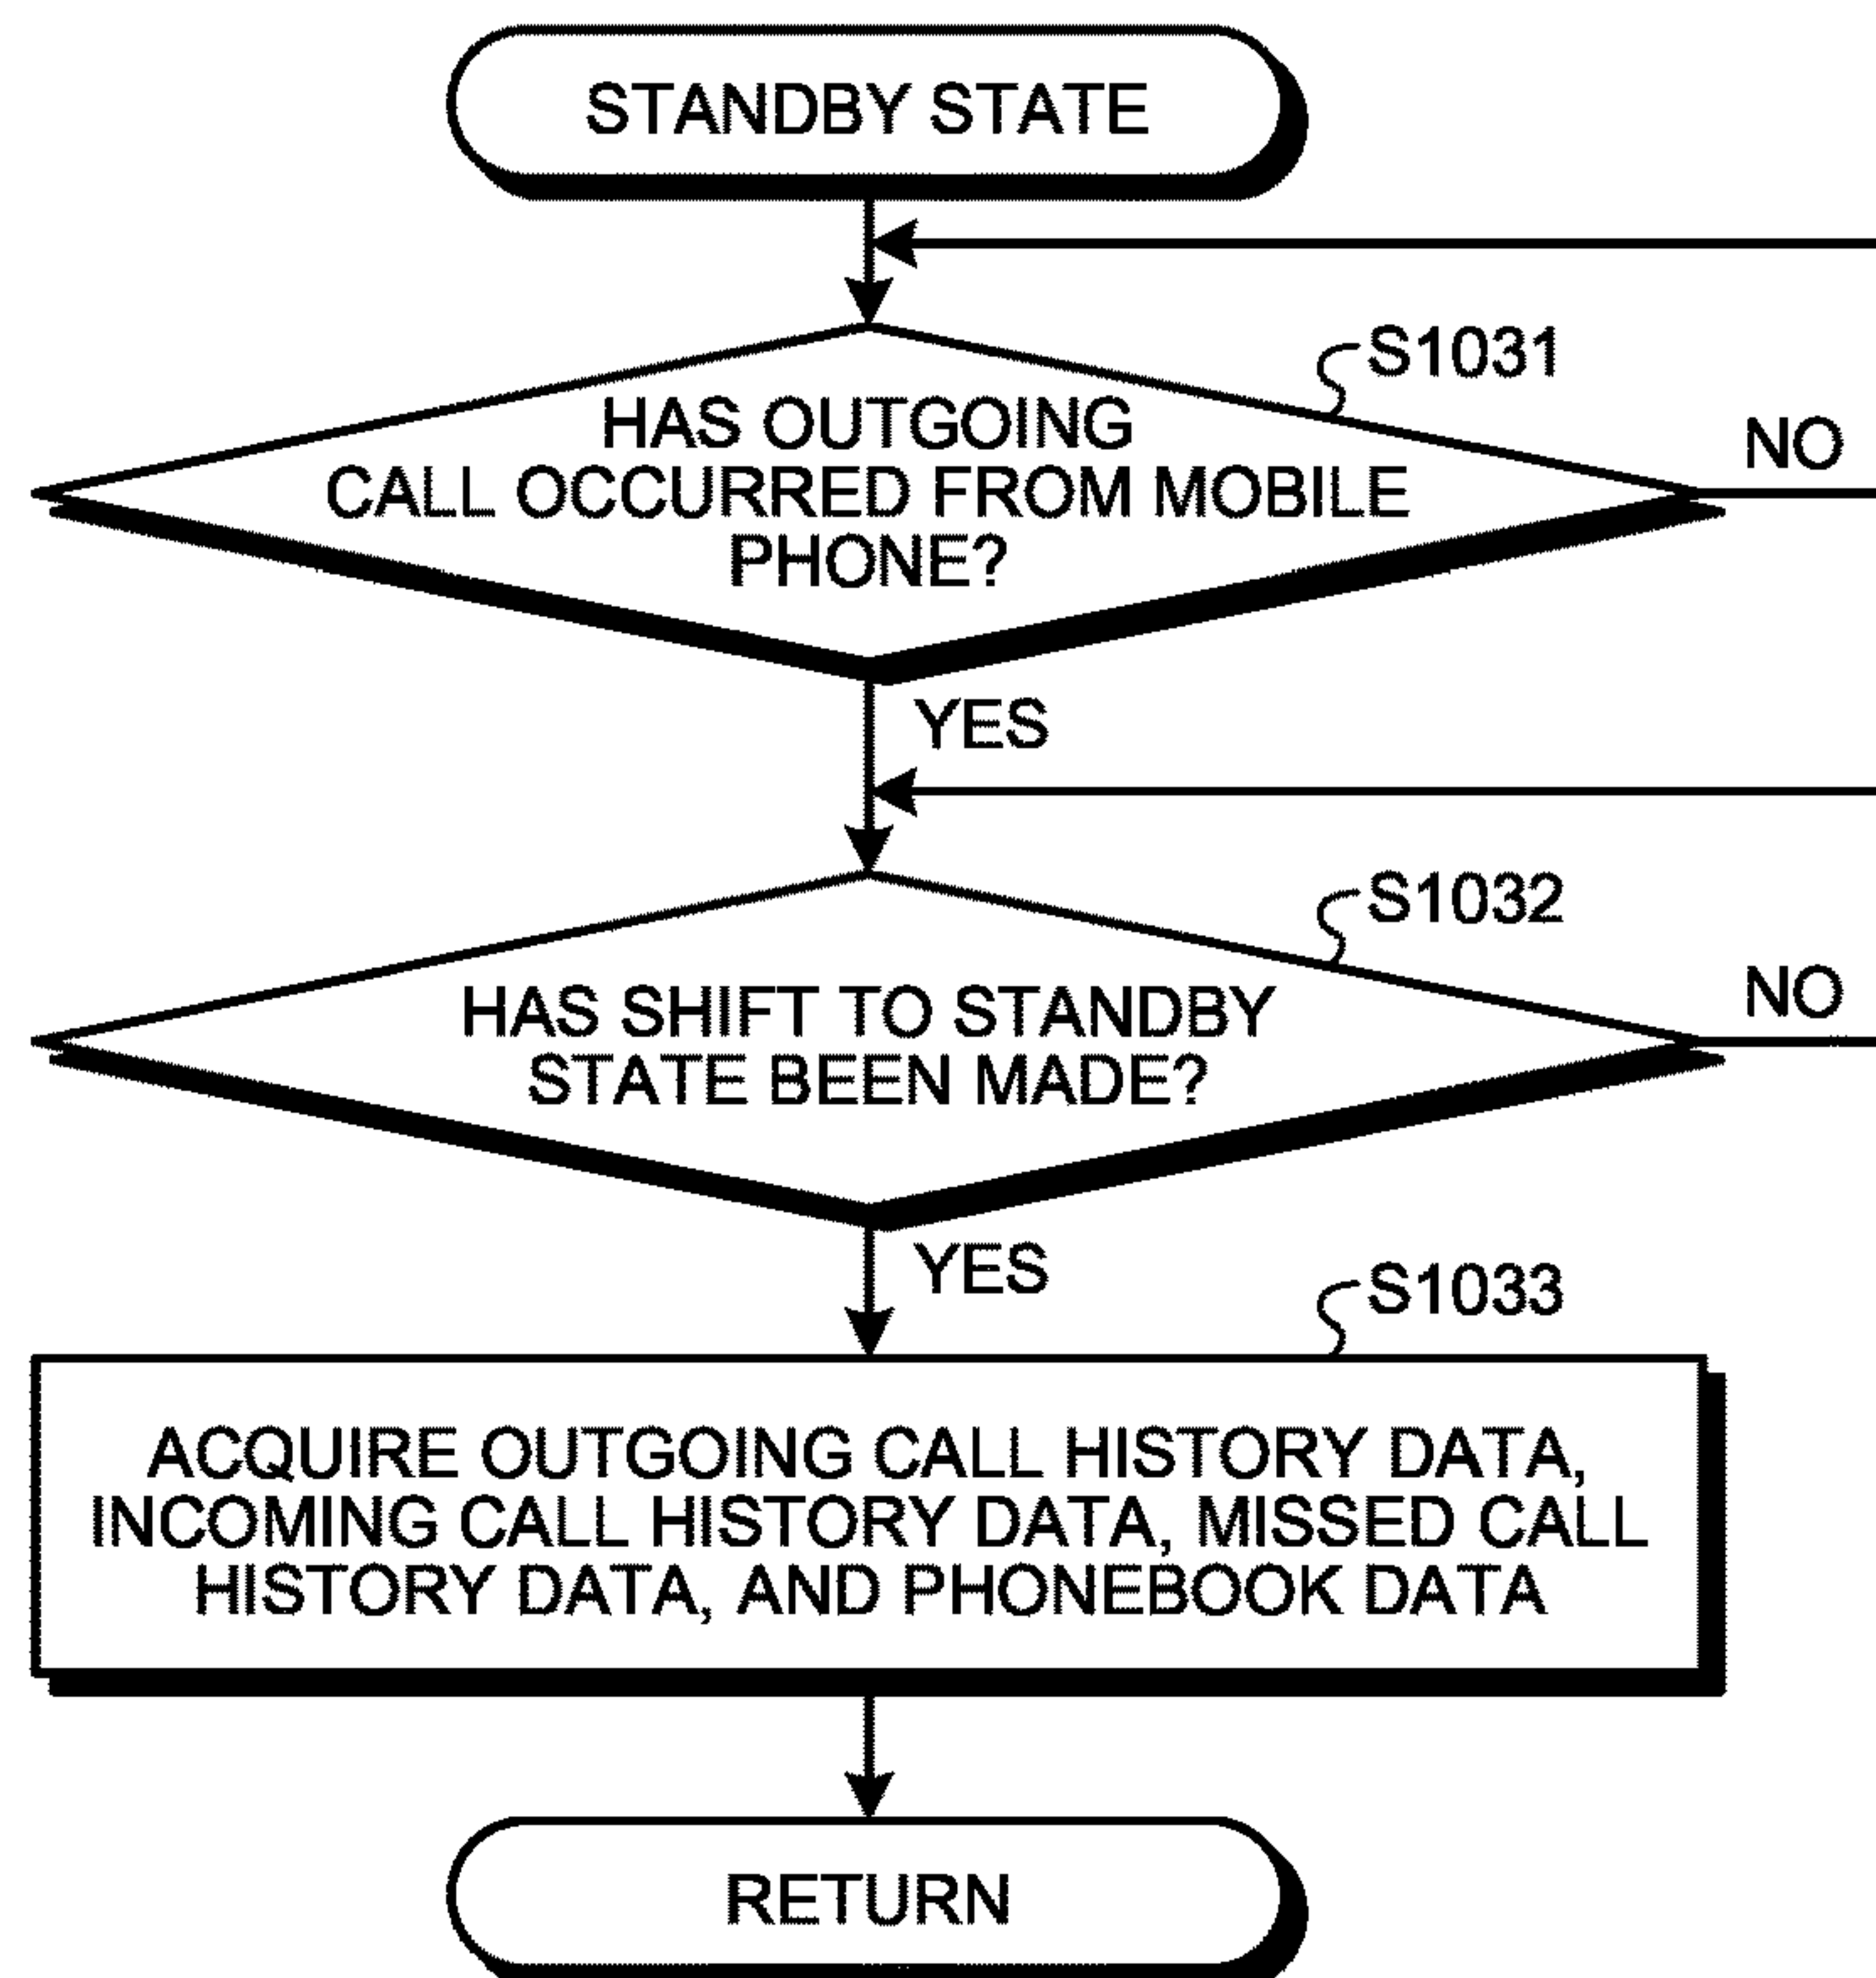 STANDBY STATE
S1031
HAS OUTGOING
CALL OCCURRED FROM MOBILE
PHONE?
NO
YES
S1032
HAS SHIFT TO STANDBY
STATE BEEN MADE?
NO
YES
S1033
ACQUIRE OUTGOING CALL HISTORY DATA,
INCOMING CALL HISTORY DATA, MISSED CALL
HISTORY DATA, AND PHONEBOOK DATA
RETURN